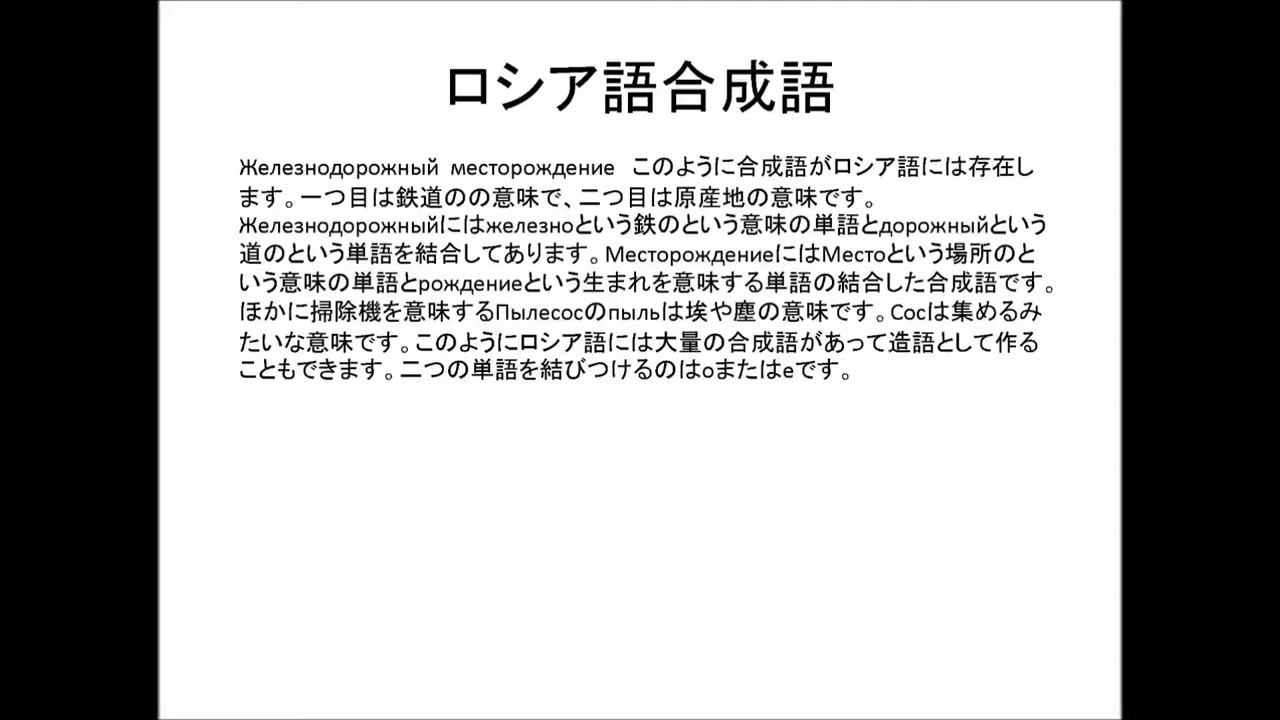 ロシア語合成語
Железнодорожный месторождение　このように合成語がロシア語には存在し
ます。一つ目は鉄道のの意味で、二つ目は原産地の意味です。
Железнодорожныйにはжелезноという鉄のという意味の単語とдорожныйという
道のという単語を結合してあります。МесторождениеにはМестоという場所のと
いう意味の単語とрождениеという生まれを意味する単語の結合した合成語です。
ほかに掃除機を意味するПылесосのпыльは埃や塵の意味です。Сосは集めるみ
たいな意味です。このようにロシア語には大量の合成語があって造語として作る
こともできます。二つの単語を結びつけるのはоまたはеです。